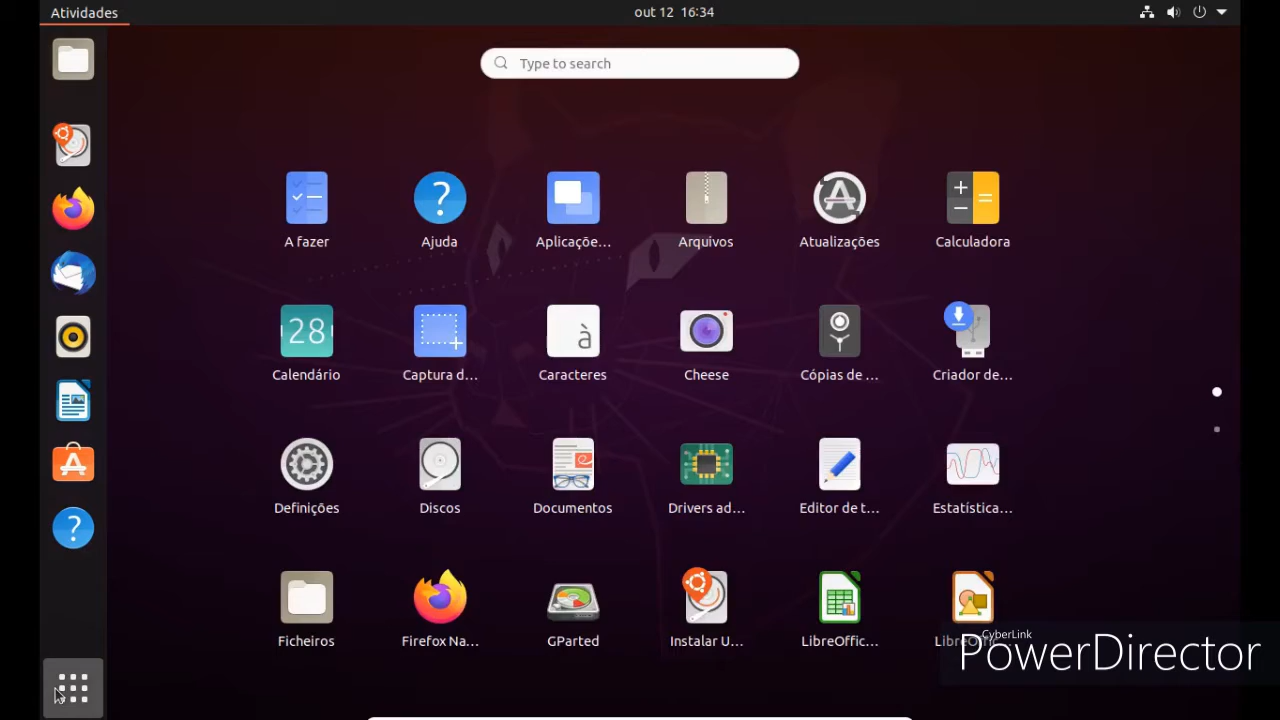 Atividades
out 12 16:34
Type to search
A fazer
Ajuda
Aplicaçõe...
Arquivos
Atualizações
Calculadora
28
Calendário
Captura d...
à
Caracteres
Cheese
Cópias de ...
Criador de...
Definições
Discos
Documentos
Drivers ad...
Editor de t...
Estatística...
Ficheiros
Firefox Na...
GParted
Instalar U...
LibreOffic...
CyberLink
PowerDirector